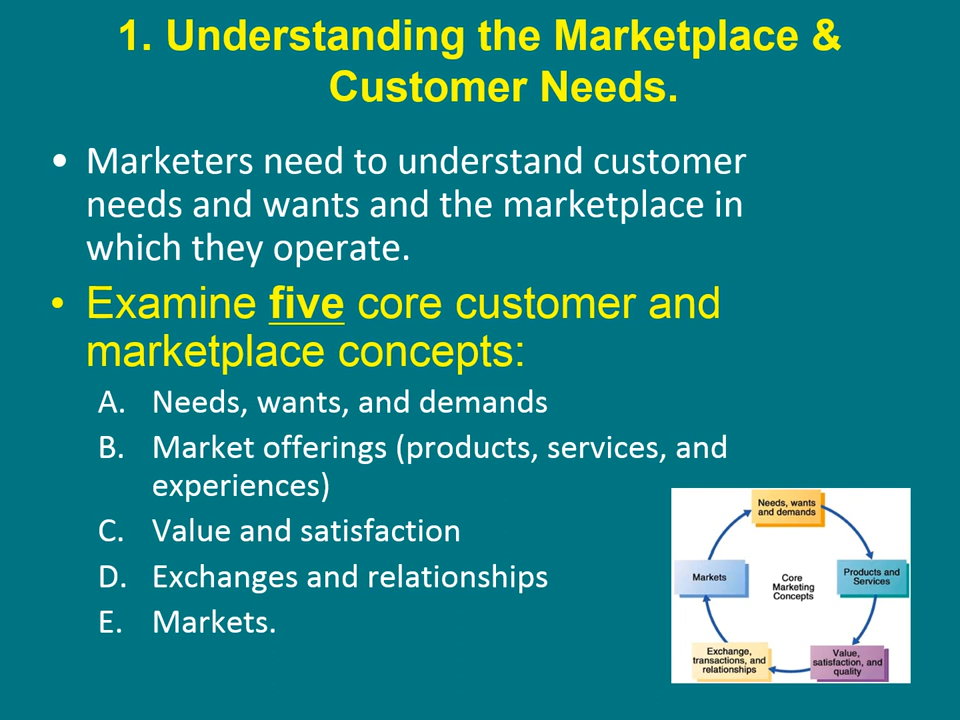 1. Understanding the Marketplace &
Customer Needs.
• Marketers need to understand customer
needs and wants and the marketplace in
which they operate.
• Examine five core customer and
marketplace concepts:
A. Needs, wants, and demands
B. Market offerings (products, services, and
experiences)
C. Value and satisfaction
D. Exchanges and relationships
E. Markets.
Needs, wants
and demands
Products and
Services
Value,
satisfaction, and
quality
Exchange,
transactions, and
relationships
Markets
Core
Marketing
Concepts